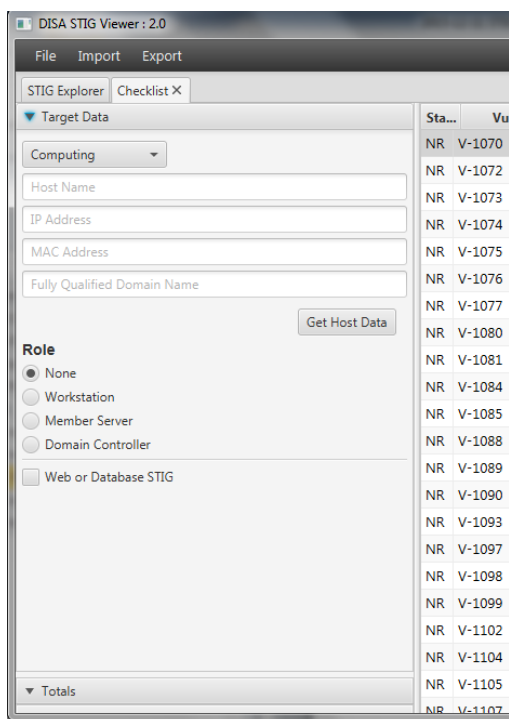 DISA STIG Viewer : 2.0
File Import Export
STIG Explorer Checklist
Target Data
Computing
Host Name
IP Address
MAC Address
Fully Qualified Domain Name
Get Host Data
Role
None
Workstation
Member Server
Domain Controller
Web or Database STIG
Totals
Sta... Vu
NR V-1070
NR V-1072
NR V-1073
NR V-1074
NR V-1075
NR V-1076
NR V-1077
NR V-1080
NR V-1081
NR V-1084
NR V-1085
NR V-1088
NR V-1089
NR V-1090
NR V-1093
NR V-1097
NR V-1098
NR V-1099
NR V-1102
NR V-1104
NR V-1105
NR V-1107